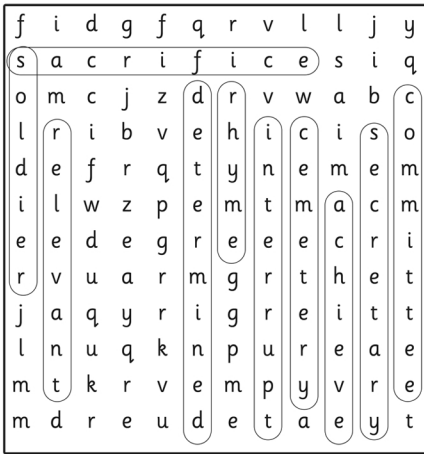 f i d g f q r v l l j y
s a c r i f i c e s i q
o m c j z d r v w a b c
l r i b v e h i c i s o
d e f r q t y n e m e m
i l w z p e m t m a c m
e e d e g r e e e c r i
r v u a r m g r t h e t
j a q y r i g r e i t t
l n u q k n p u r e a e
m t k r v e m p y v r e
m d r e u d e t a e y t